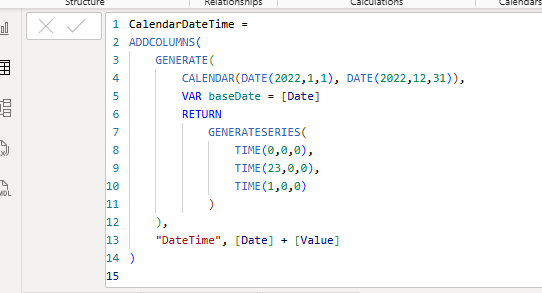 Structure Relationships Calculations Calendars
1 CalendarDateTime =
2 ADDCOLUMNS(
3 GENERATE(
4 CALENDAR(DATE(2022,1,1), DATE(2022,12,31)),
5 VAR baseDate = [Date]
6 RETURN
7 GENERATESERIES(
8 TIME(0,0,0),
9 TIME(23,0,0),
10 TIME(1,0,0)
11 )
12 ),
13 "DateTime", [Date] + [Value]
14 )
15